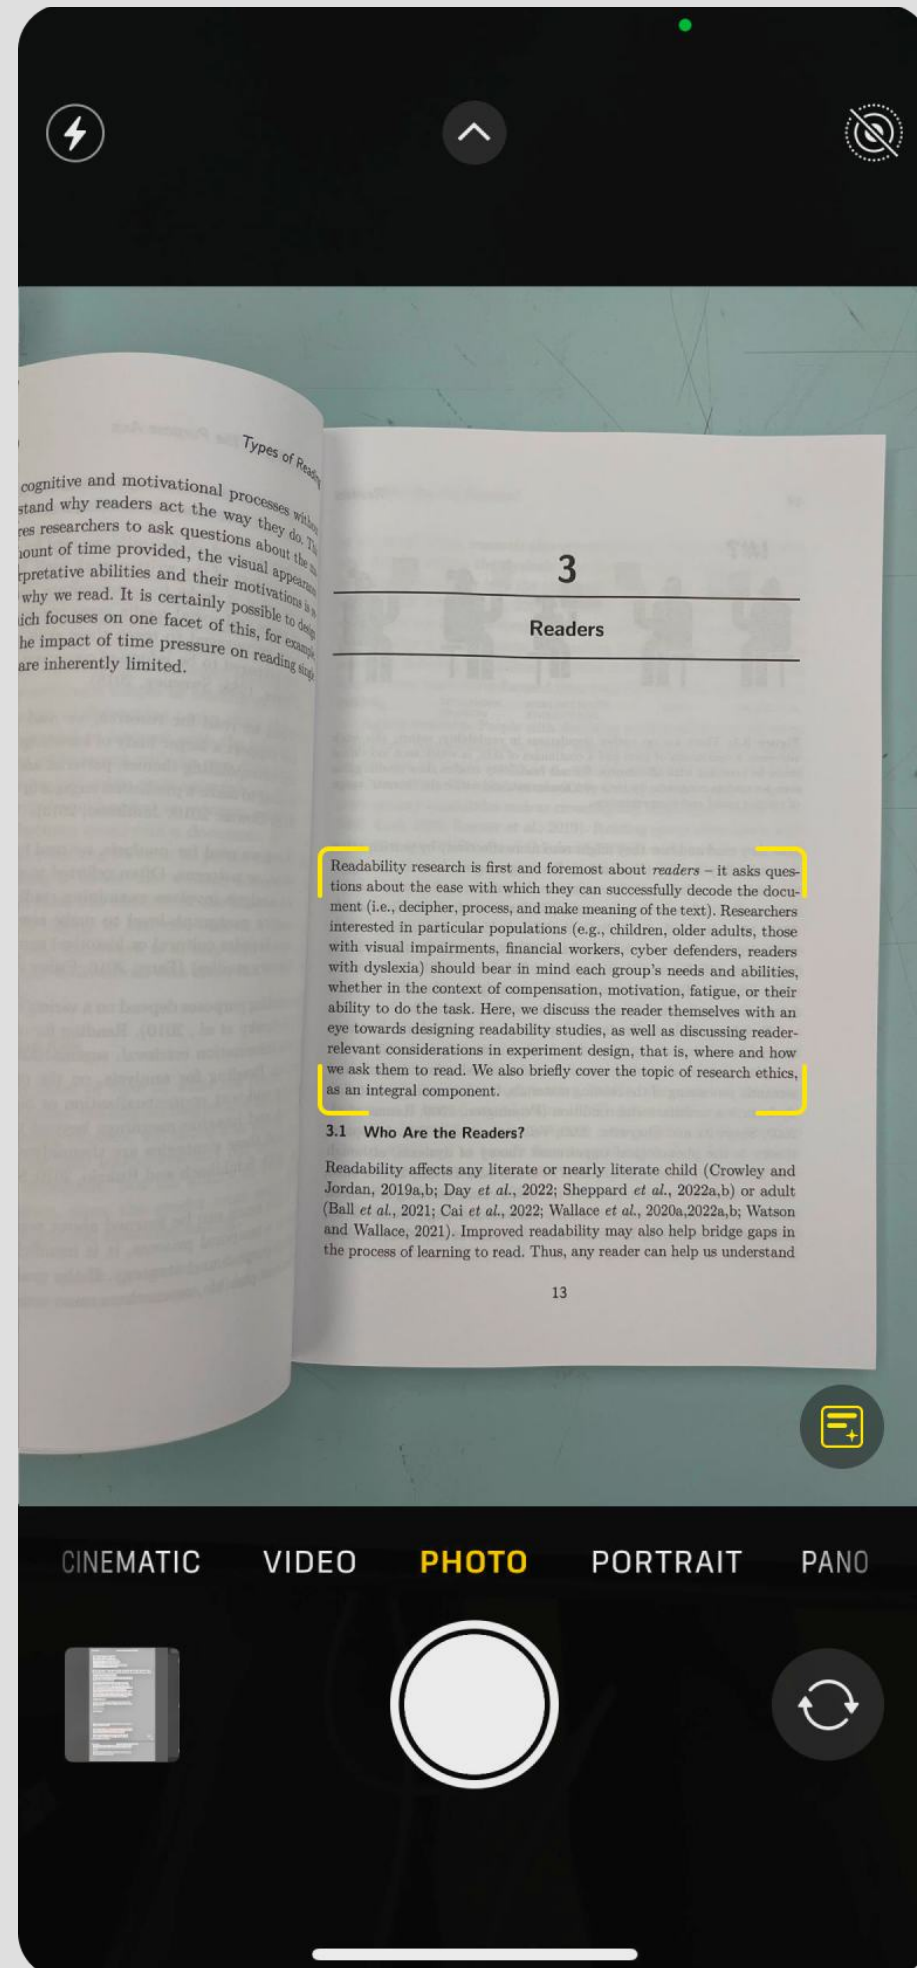 Types of Reading
cognitive and motivational processes
stand why readers act the way they do.
res researchers to ask questions about the
ount of time provided, the visual
rpretative abilities and their motivations
why we read. It is certainly possible to
ich focuses on one facet of this, for
he impact of time pressure on reading
are inherently limited.
3
Readers
Readability research is first and foremost about readers – it asks ques-
tions about the ease with which they can successfully decode the docu-
ment (i.e., decipher, process, and make meaning of the text). Researchers
interested in particular populations (e.g., children, older adults, those
with visual impairments, financial workers, cyber defenders, readers
with dyslexia) should bear in mind each group's needs and abilities,
whether in the context of compensation, motivation, fatigue, or their
ability to do the task. Here, we discuss the reader themselves with an
eye towards designing readability studies, as well as discussing reader-
relevant considerations in experiment design, that is, where and how
we ask them to read. We also briefly cover the topic of research ethics,
as an integral component.
3.1 Who Are the Readers?
Readability affects any literate or nearly literate child (Crowley and
Jordan, 2019a,b; Day et al., 2022; Sheppard et al., 2022a,b) or adult
(Ball et al., 2021; Cai et al., 2022; Wallace et al., 2020a,2022a,b; Watson
and Wallace, 2021). Improved readability may also help bridge gaps in
the process of learning to read. Thus, any reader can help us understand
13
CINEMATIC VIDEO PHOTO PORTRAIT PANO